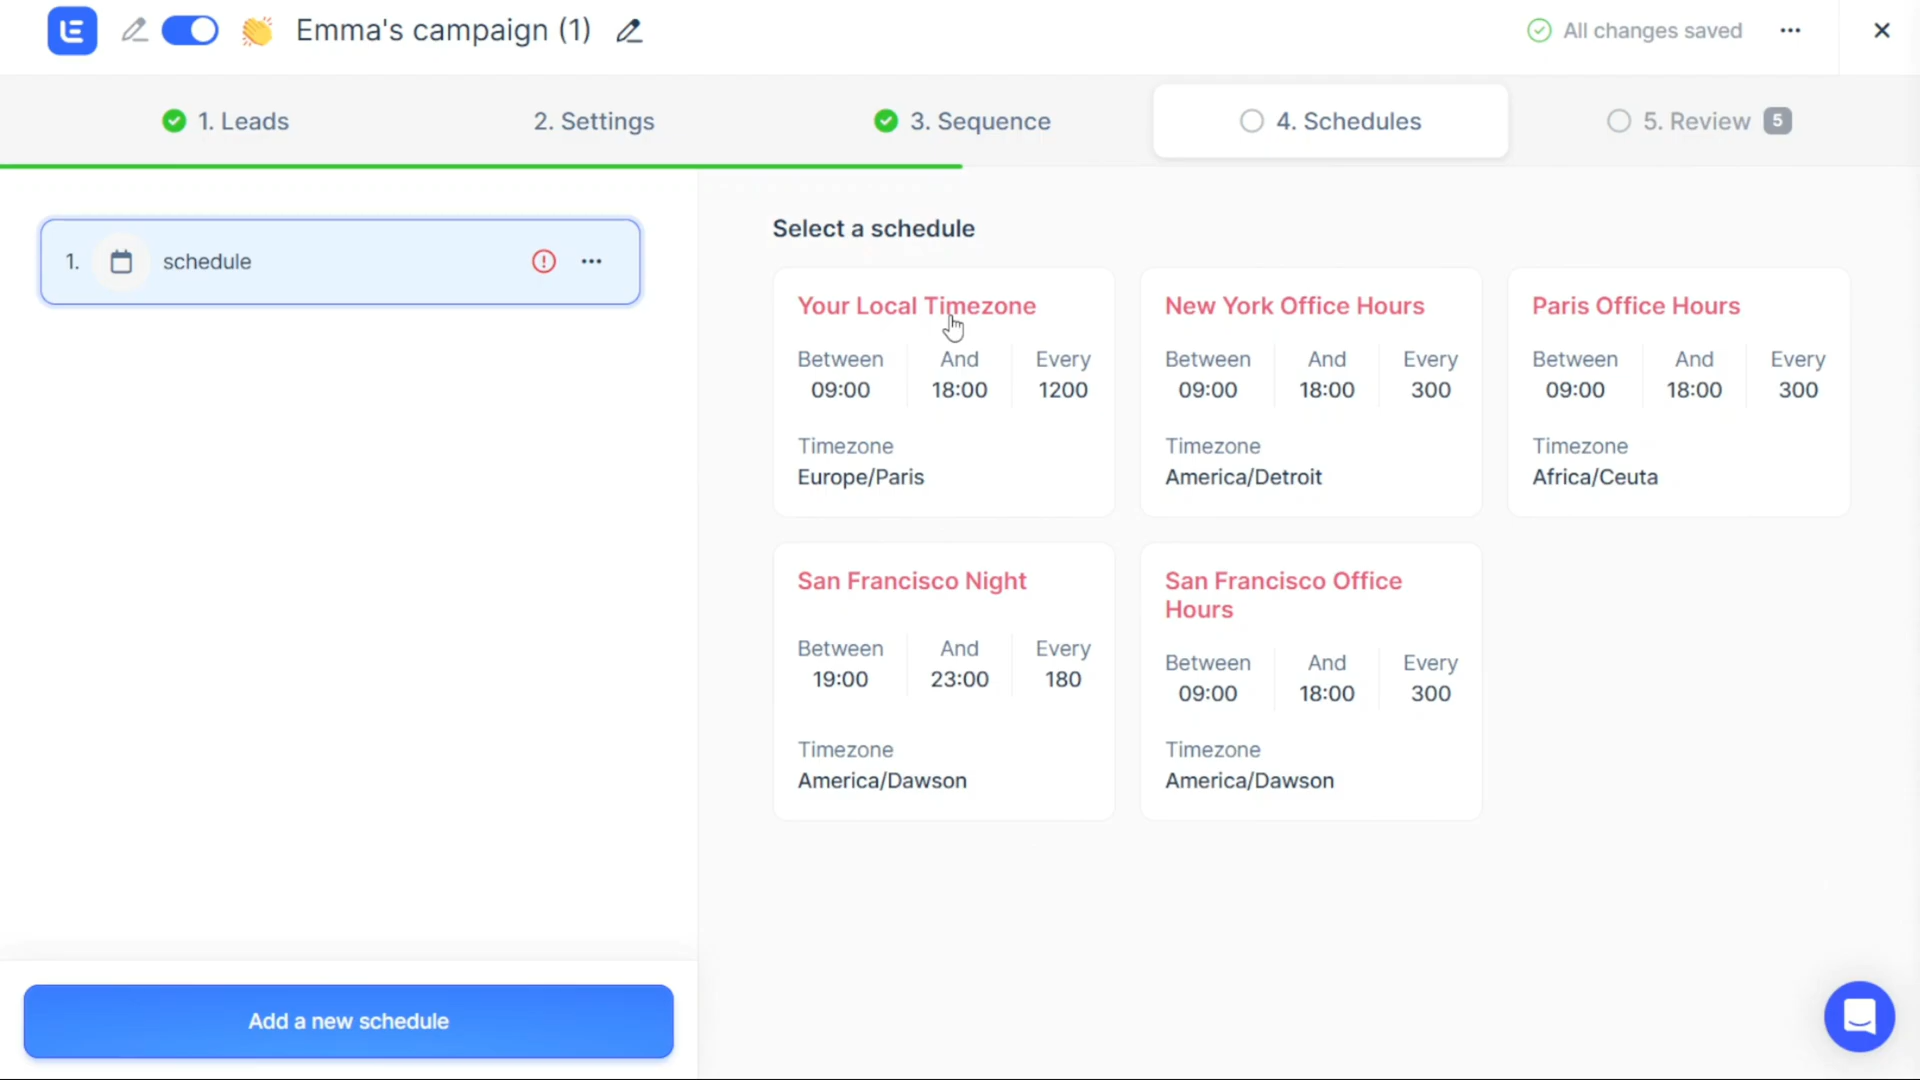 Emma's campaign (1)
All changes saved
1. Leads
2. Settings
3. Sequence
4. Schedules
5. Review 5
1. schedule
Select a schedule
Your Local Timezone
Between And Every
09:00 18:00 1200
Timezone
Europe/Paris
New York Office Hours
Between And Every
09:00 18:00 300
Timezone
America/Detroit
Paris Office Hours
Between And Every
09:00 18:00 300
Timezone
Africa/Ceuta
San Francisco Night
Between And Every
19:00 23:00 180
Timezone
America/Dawson
San Francisco Office
Hours
Between And Every
09:00 18:00 300
Timezone
America/Dawson
Add a new schedule